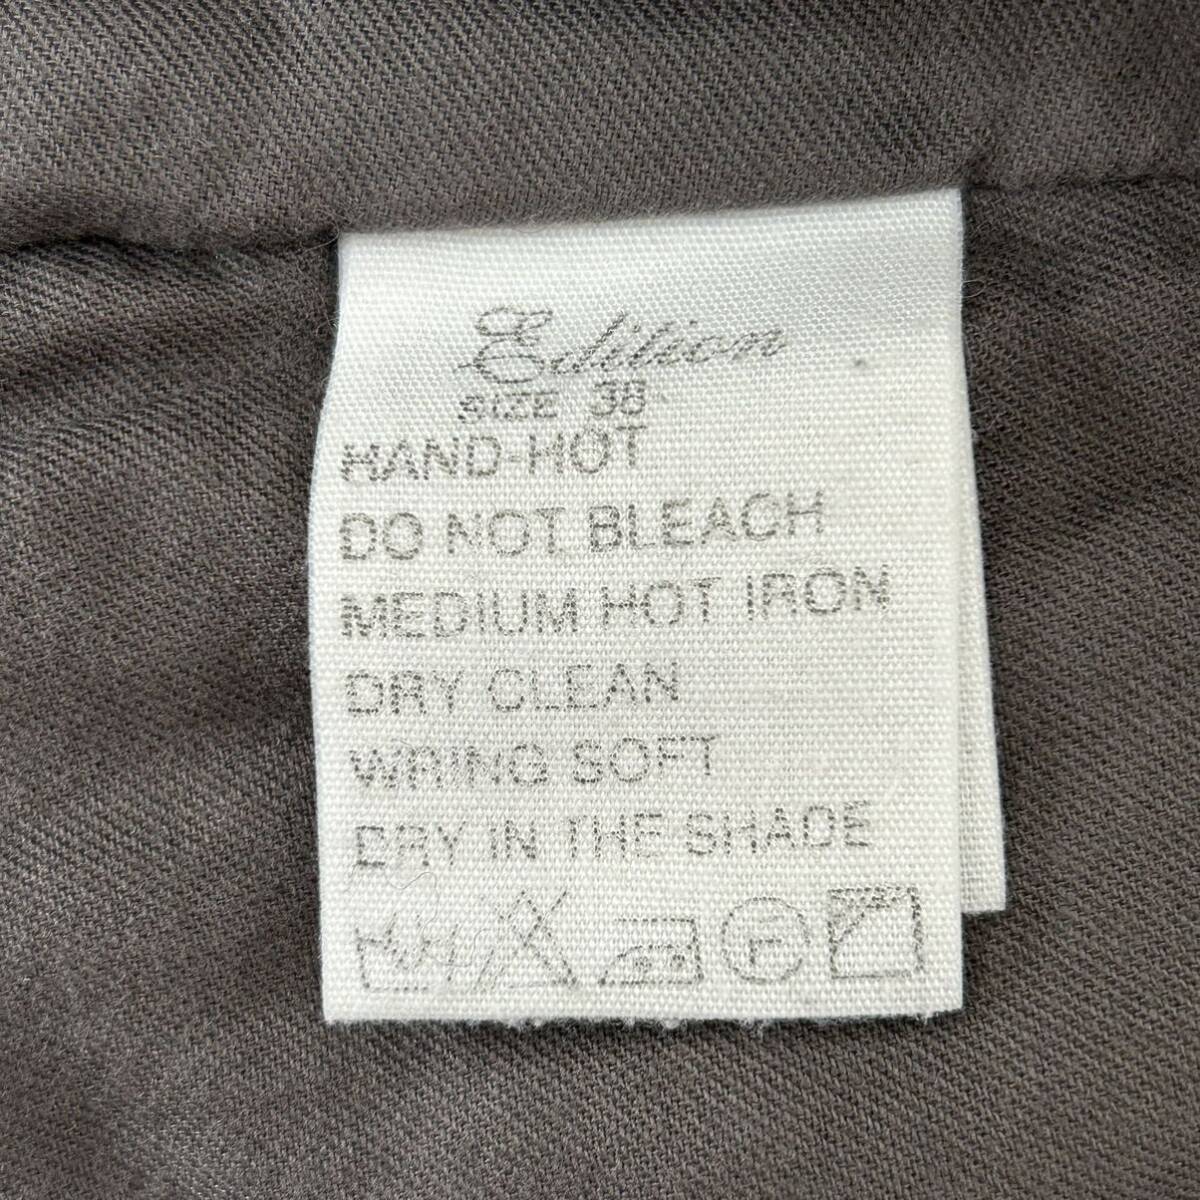 Edition
SIZE 38
HAND-HOT
DO NOT BLEACH
MEDIUM HOT IRON
DRY CLEAN
WRING SOFT
DRY IN THE SHADE